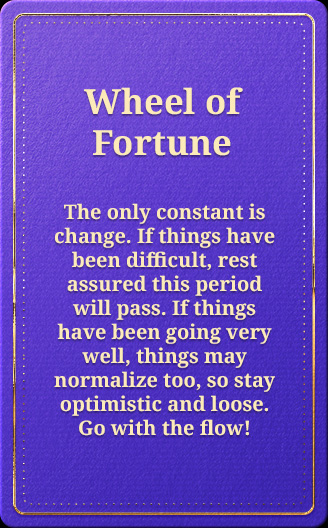 Wheel of
Fortune
The only constant is
change. If things have
been difficult, rest
assured this period
will pass. If things
have been going very
well, things may
normalize too, so stay
optimistic and loose.
Go with the flow!